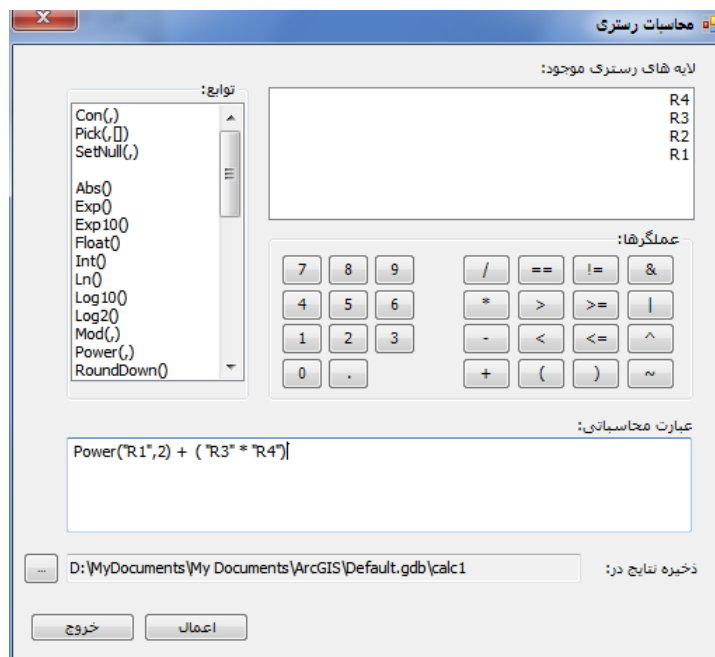 محاسبات رستری
لایه های رستری موجود:
R4
R3
R2
R1
توابع:
Con(,)
Pick(,[])
SetNull(,)
Abs()
Exp()
Exp10()
Float()
Int()
Ln()
Log10()
Log2()
Mod(,)
Power(,)
RoundDown()
عملگرها:
7 8 9 / == != &
4 5 6 * > >= |
1 2 3 - < <= ^
0 . + ( ) ~
عبارت محاسباتی:
Power("R1",2) + ( "R3" * "R4")
ذخیره نتایج در:
D:\MyDocuments\My Documents\ArcGIS\Default.gdb\calc1
...
اعمال
خروج